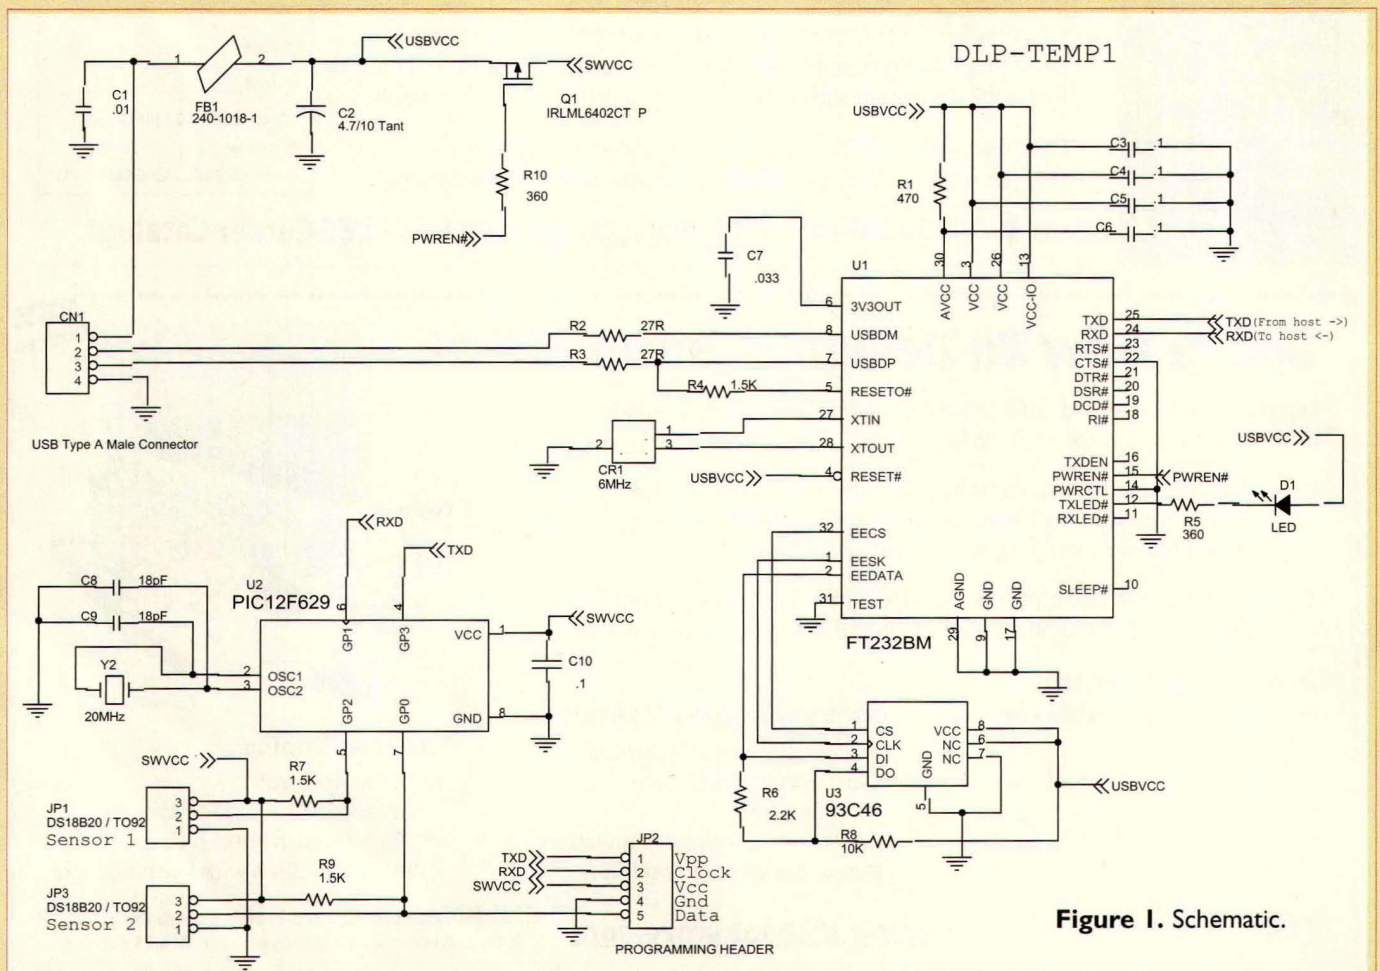 DLP-TEMP1
USBVCC
1
2
SWVCC
C1
.01
FB1
240-1018-1
C2
4.7/10 Tant
Q1
IRLML6402CT P
R10
360
PWREN#
USBVCC
C3 .1
C4 .1
C5 .1
C6 .1
R1
470
C7
.033
U1
30
3
26
13
AVCC
VCC
VCC
VCC-IO
6 3V3OUT
8 USBDM
7 USBDP
5 RESETO#
27 XTIN
28 XTOUT
4 RESET#
32 EECS
1 EESK
2 EEDATA
31 TEST
TXD 25
RXD 24
RTS# 23
CTS# 22
DTR# 21
DSR# 20
DCD# 19
RI# 18
TXDEN 16
PWREN# 15
PWRCTL 14
TXLED# 12
RXLED# 11
SLEEP# 10
AGND
GND
GND
29
9
17
FT232BM
TXD (From host ->)
RXD (To host <-)
PWREN#
USBVCC
D1
LED
R5
360
CN1
1
2
3
4
USB Type A Male Connector
R2 27R
R3 27R
R4 1.5K
2
1
3
CR1
6MHz
USBVCC
RXD
TXD
C8 18pF
C9 18pF
Y2
20MHz
U2
PIC12F629
6
4
GP1
GP3
VCC 1
2 OSC1
3 OSC2
GP2
GP0
GND 8
5
7
SWVCC
C10
.1
SWVCC
R7
1.5K
JP1
DS18B20 / TO92
Sensor 1
3
2
1
R9
1.5K
JP3
DS18B20 / TO92
Sensor 2
3
2
1
TXD
RXD
SWVCC
JP2
1 Vpp
2 Clock
3 Vcc
4 Gnd
5 Data
PROGRAMMING HEADER
1 CS
2 CLK
3 DI
4 DO
VCC 8
NC 6
NC 7
GND
5
U3
93C46
R6
2.2K
R8
10K
USBVCC
Figure 1. Schematic.